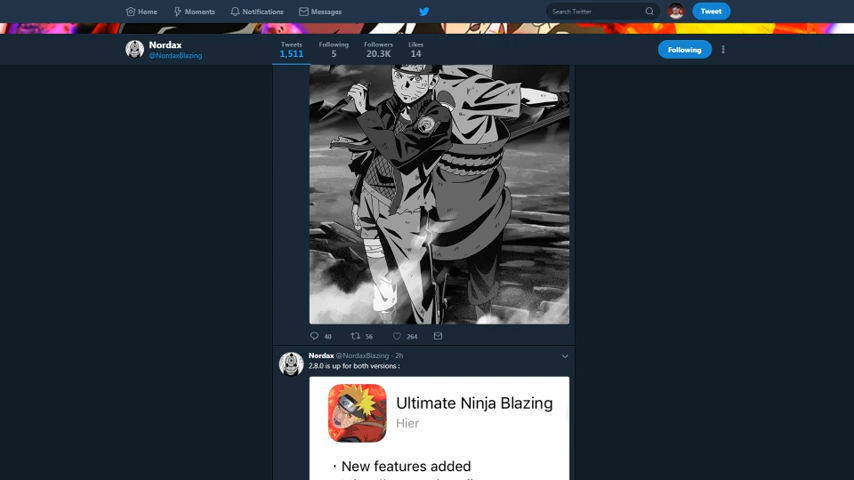 Home Moments Notifications Messages Search Twitter Tweet
Nordax
@NordaxBlazing
Tweets Following Followers Likes
1,511 5 20.3K 14
Following
40 56 264
Nordax @NordaxBlazing · 2h
2.8.0 is up for both versions :
Ultimate Ninja Blazing
Hier
· New features added